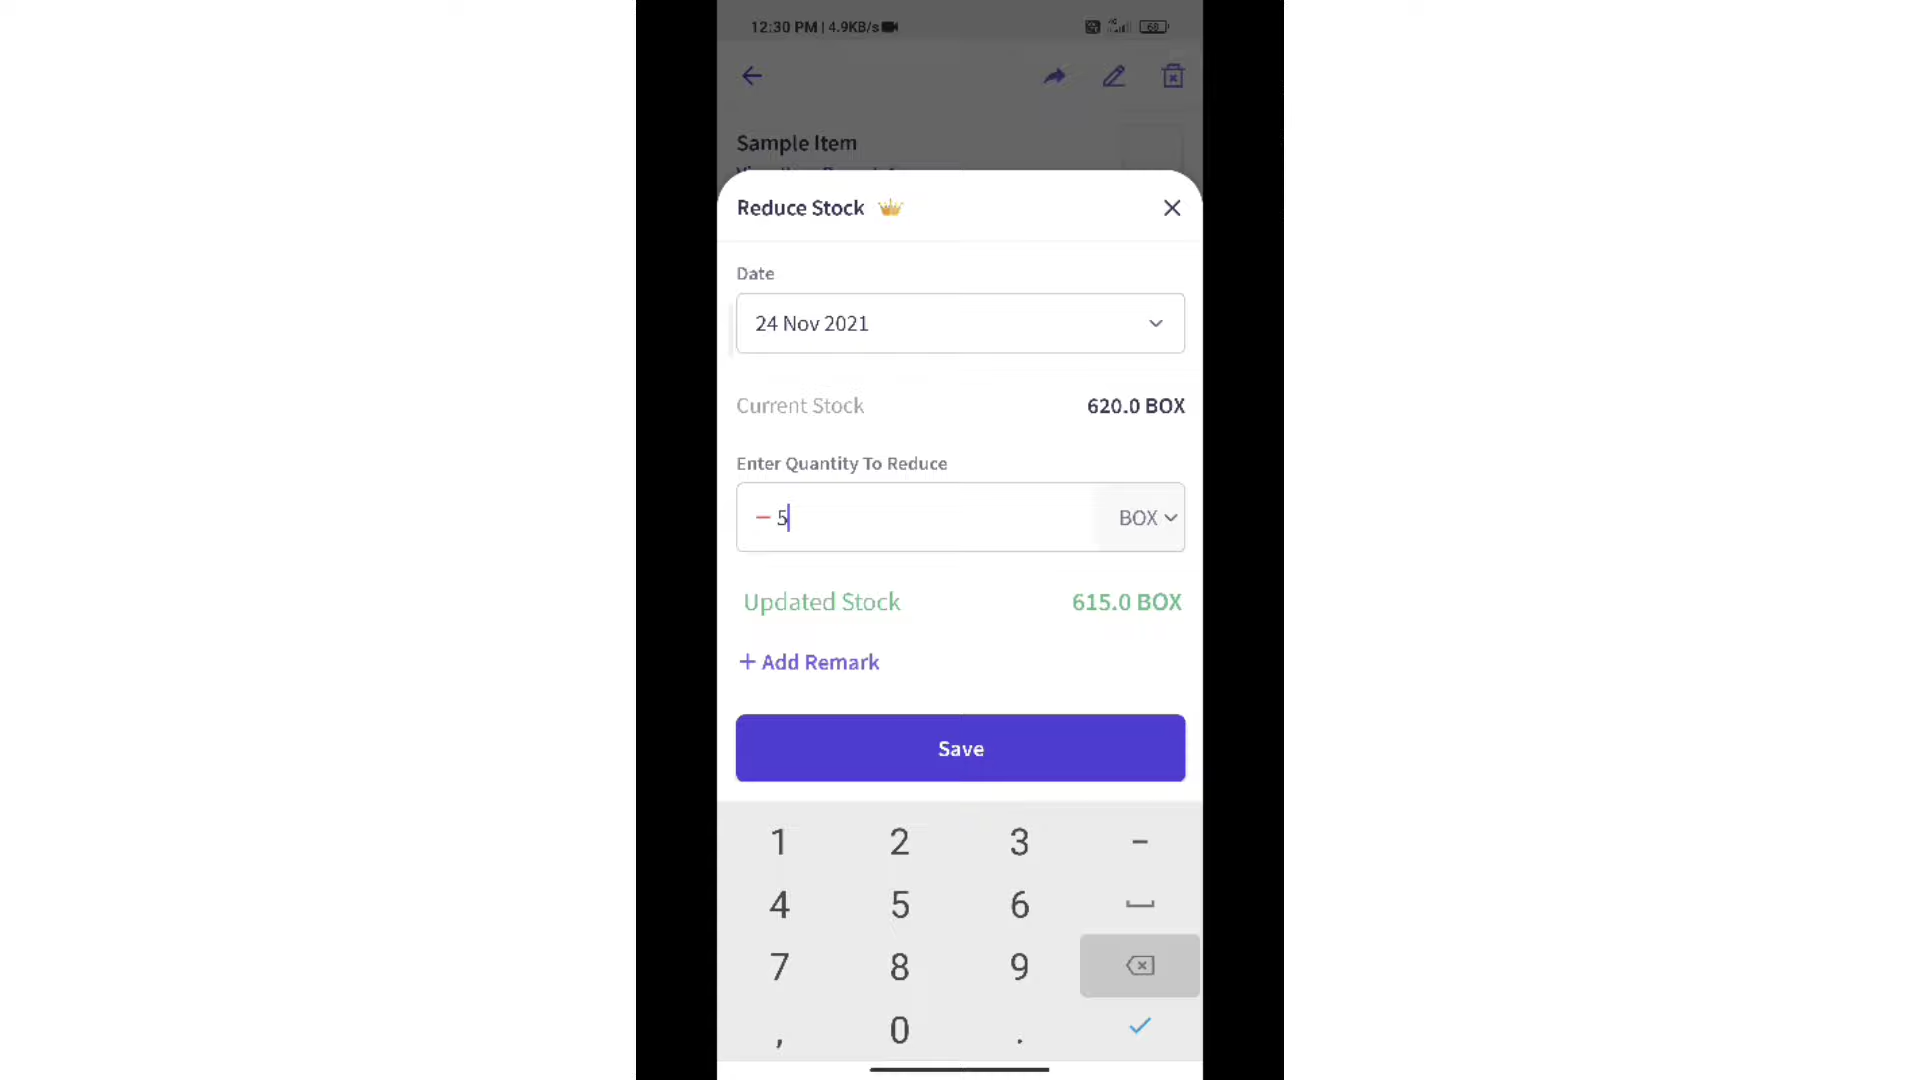 12:30 PM | 4.9KB/s
68
Sample Item
Reduce Stock
Date
24 Nov 2021
Current Stock 620.0 BOX
Enter Quantity To Reduce
– 5 BOX
Updated Stock 615.0 BOX
+ Add Remark
Save
1 2 3 -
4 5 6
7 8 9
, 0 .